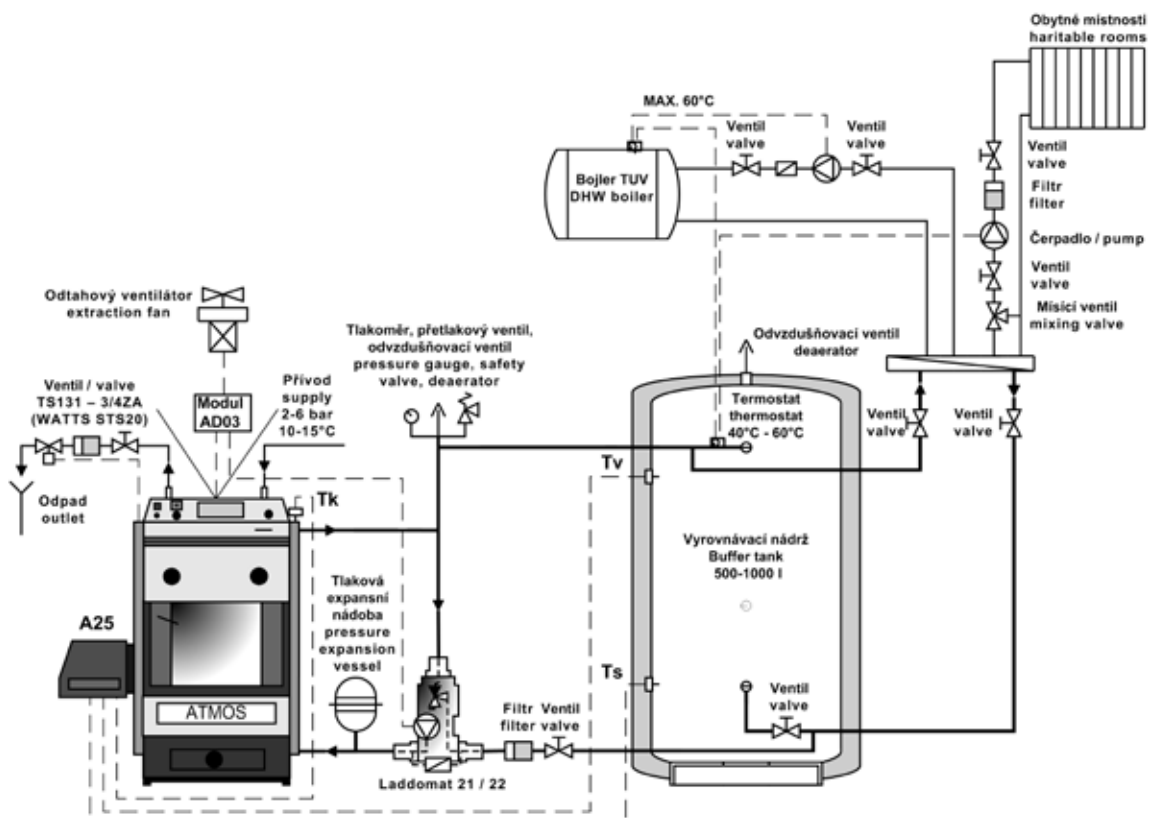 Obytné místnosti
haritable rooms
MAX. 60°C
Ventil
valve
Ventil
valve
Bojler TUV
DHW boiler
Ventil
valve
Filtr
filter
Čerpadlo / pump
Ventil
valve
Mísící ventil
mixing valve
Odtahový ventilátor
extraction fan
Tlakoměr, přetlakový ventil,
odvzdušňovací ventil
pressure gauge, safety
valve, deaerator
Odvzdušňovací ventil
deaerator
Ventil / valve
TS131 – 3/4ZA
(WATTS STS20)
Modul
AD03
Přívod
supply
2-6 bar
10-15°C
Termostat
thermostat
40°C - 60°C
Ventil
valve
Ventil
valve
Tv
Odpad
outlet
Tk
Vyrovnávací nádrž
Buffer tank
500-1000 l
Tlaková
expansní
nádoba
pressure
expansion
vessel
A25
Ts
Ventil
valve
ATMOS
Filtr Ventil
filter valve
Laddomat 21 / 22